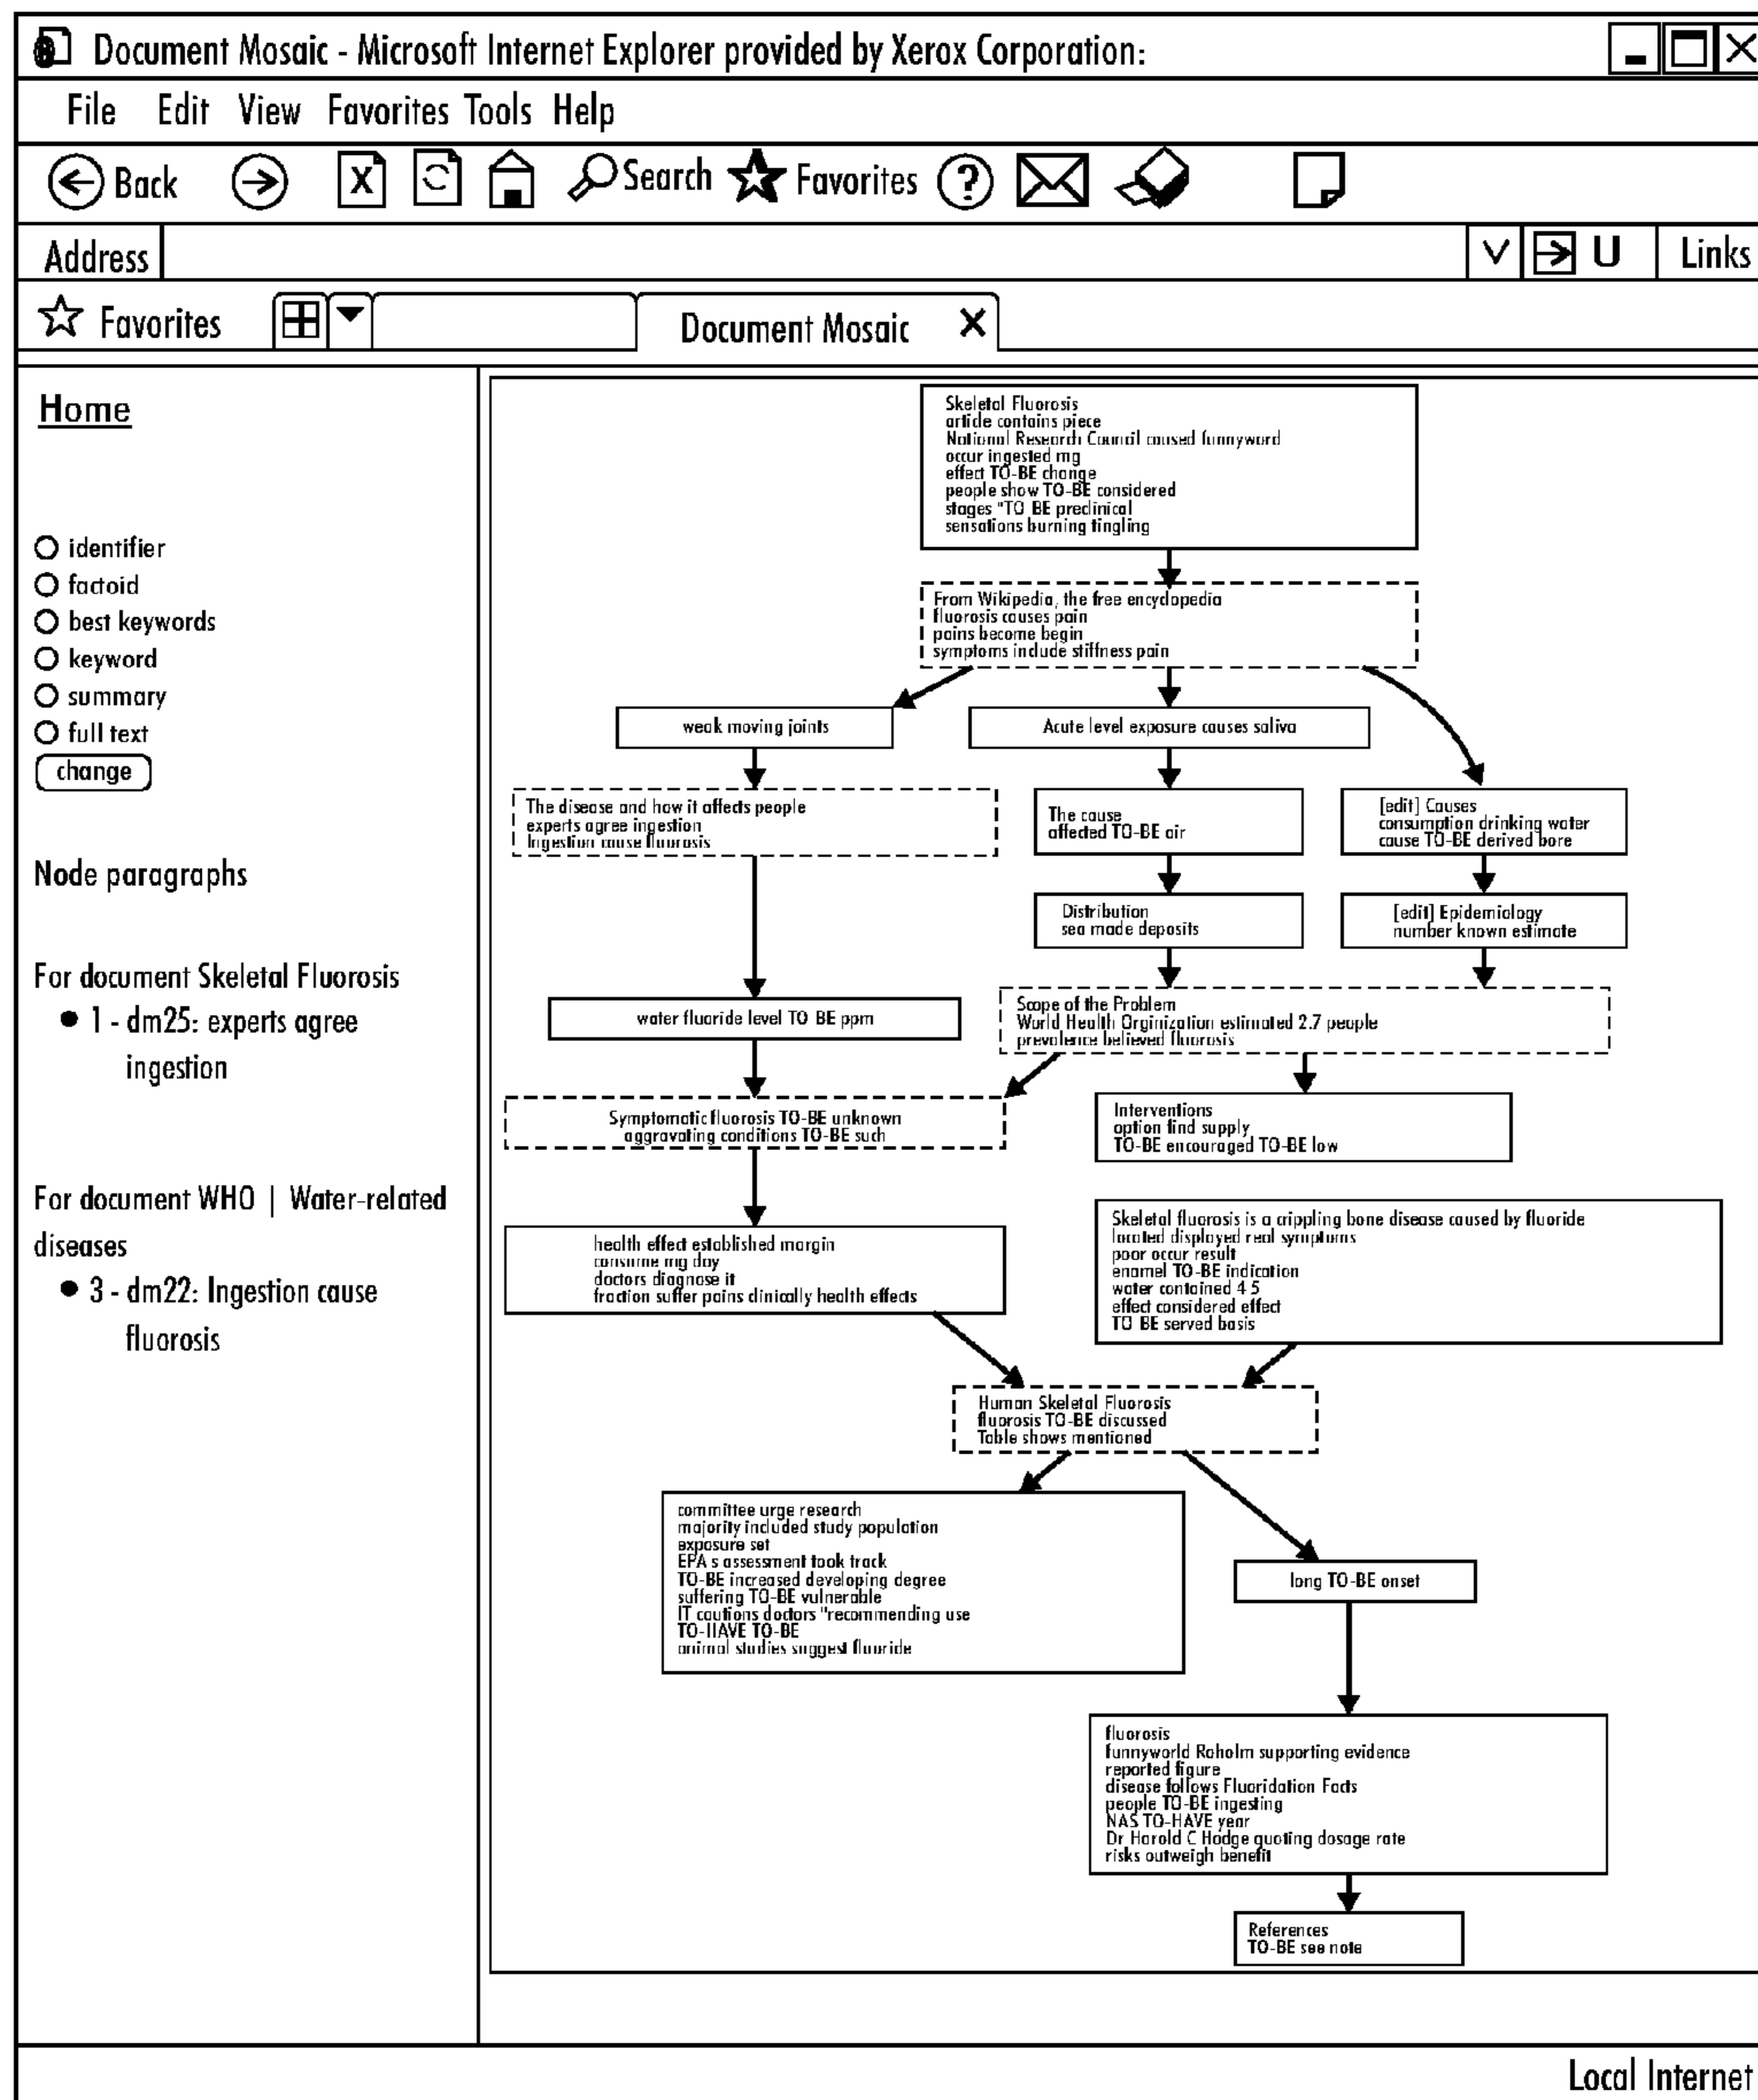 Document Mosaic - Microsoft Internet Explorer provided by Xerox Corporation:
File Edit View Favorites Tools Help
Back X Search Favorites ?
Address V U Links
Favorites Document Mosaic X
Home
identifier
factoid
best keywords
keyword
summary
full text
change
Node paragraphs
For document Skeletal Fluorosis
● 1 - dm25: experts agree
ingestion
For document WHO | Water-related
diseases
● 3 - dm22: Ingestion cause
fluorosis
Skeletal Fluorosis
article contains piece
National Research Council caused funnyword
occur ingested mg
effect TO-BE change
people show TO-BE considered
stages "TO BE preclinical
sensations burning tingling
From Wikipedia, the free encyclopedia
fluorosis causes pain
pains become begin
symptoms include stiffness pain
weak moving joints
Acute level exposure causes saliva
The disease and how it affects people
experts agree ingestion
Ingestion cause fluorosis
The cause
affected TO-BE air
[edit] Causes
consumption drinking water
cause TO-BE derived bore
Distribution
sea made deposits
[edit] Epidemiology
number known estimate
water fluoride level TO BE ppm
Scope of the Problem
World Health Orginization estimated 2.7 people
prevalence believed fluorosis
Symptomatic fluorosis TO-BE unknown
aggravating conditions TO-BE such
Interventions
option find supply
TO-BE encouraged TO-BE low
health effect established margin
consume mg day
doctors diagnose it
fraction suffer pains clinically health effects
Skeletal fluorosis is a crippling bone disease caused by fluoride
located displayed real symptoms
poor occur result
enamel TO-BE indication
water contained 4 5
effect considered effect
TO BE served basis
Human Skeletal Fluorosis
fluorosis TO-BE discussed
Table shows mentioned
committee urge research
majority included study population
exposure set
EPA s assessment took track
TO-BE increased developing degree
suffering TO-BE vulnerable
IT cautions doctors "recommending use
TO-HAVE TO-BE
animal studies suggest fluoride
long TO-BE onset
fluorosis
funnyworld Roholm supporting evidence
reported figure
disease follows Fluoridation Facts
people TO-BE ingesting
NAS TO-HAVE year
Dr Harold C Hodge quoting dosage rate
risks outweigh benefit
References
TO-BE see note
Local Internet